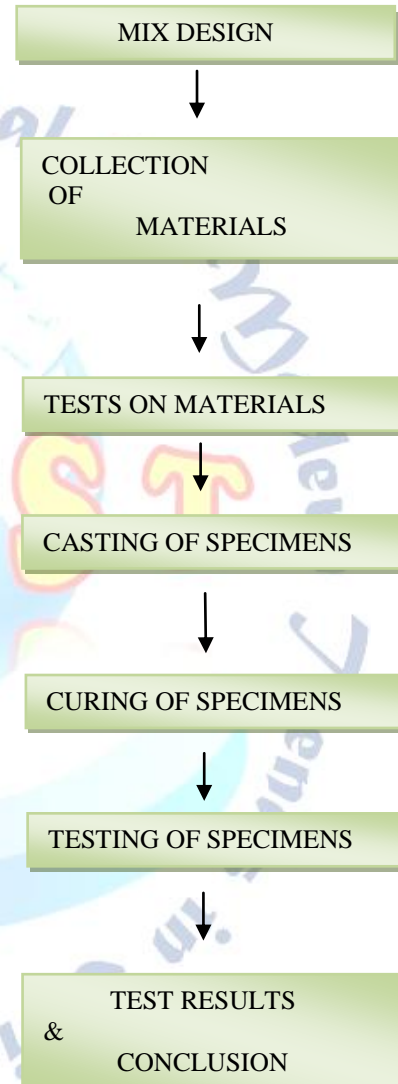 MIX DESIGN
COLLECTION
OF
MATERIALS
TESTS ON MATERIALS
CASTING OF SPECIMENS
CURING OF SPECIMENS
TESTING OF SPECIMENS
TEST RESULTS
&
CONCLUSION